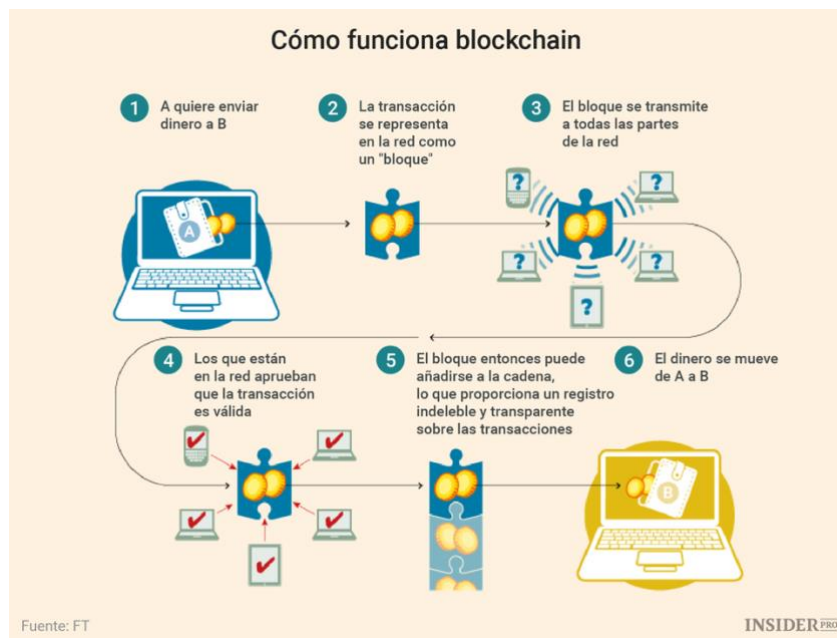 Cómo funciona blockchain
1
A quiere enviar
dinero a B
2
La transacción
se representa
en la red como
un "bloque"
3
El bloque se transmite
a todas las partes
de la red
A
?
?
?
?
?
4
Los que están
en la red aprueban
que la transacción
es válida
5
El bloque entonces puede
añadirse a la cadena,
lo que proporciona un registro
indeleble y transparente
sobre las transacciones
6
El dinero se mueve
de A a B
B
Fuente: FT
INSIDER PRO